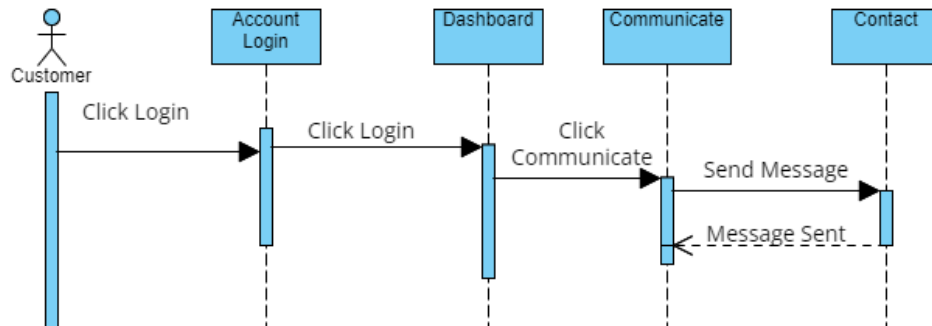 Account
Login
Dashboard
Communicate
Contact
Customer
Click Login
Click Login
Click
Communicate
Send Message
Message Sent